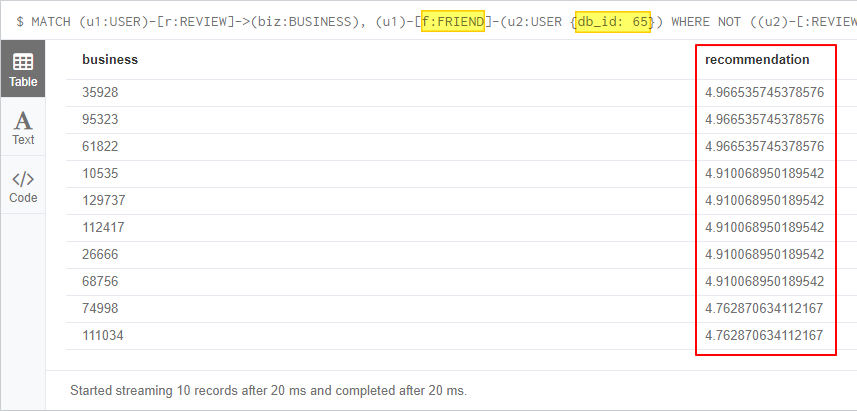 $ MATCH (u1:USER)-[r:REVIEW]->(biz:BUSINESS), (u1)-[f:FRIEND]-(u2:USER {db_id: 65}) WHERE NOT ((u2)-[:REVIEW
Table
Text
Code
business recommendation
35928 4.966535745378576
95323 4.966535745378576
61822 4.966535745378576
10535 4.910068950189542
129737 4.910068950189542
112417 4.910068950189542
26666 4.910068950189542
68756 4.910068950189542
74998 4.762870634112167
111034 4.762870634112167
Started streaming 10 records after 20 ms and completed after 20 ms.